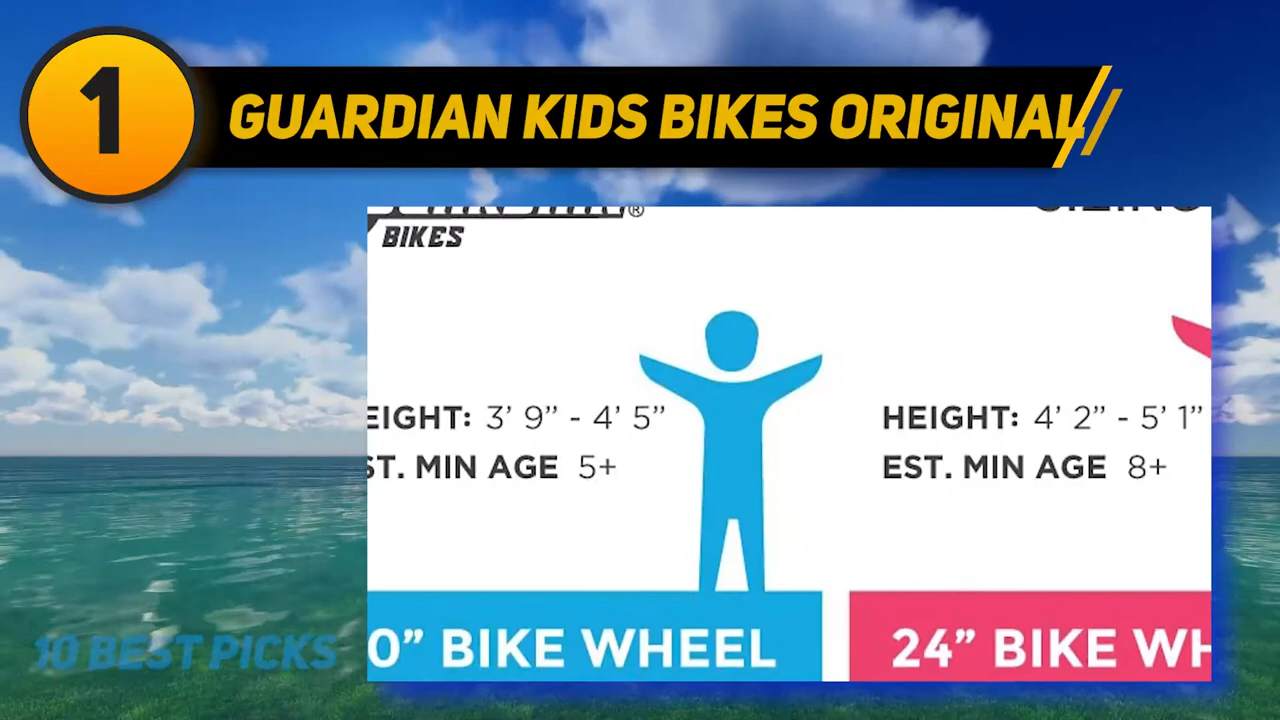 1
GUARDIAN KIDS BIKES ORIGINAL
®
BIKES
EIGHT: 3’ 9” - 4’ 5”
ST. MIN AGE 5+
HEIGHT: 4’ 2” - 5’ 1”
EST. MIN AGE 8+
0” BIKE WHEEL
24” BIKE WH
10 BEST PICKS